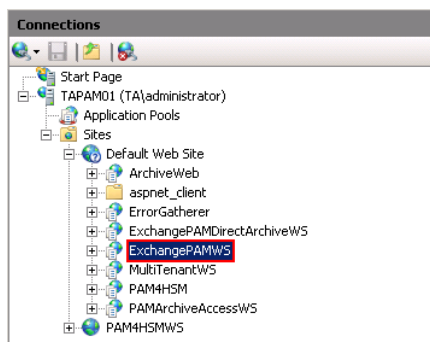 Connections
Start Page
TAPAM01 (TA\administrator)
Application Pools
Sites
Default Web Site
ArchiveWeb
aspnet_client
ErrorGatherer
ExchangePAMDirectArchiveWS
ExchangePAMWS
MultiTenantWS
PAM4HSM
PAMArchiveAccessWS
PAM4HSMWS